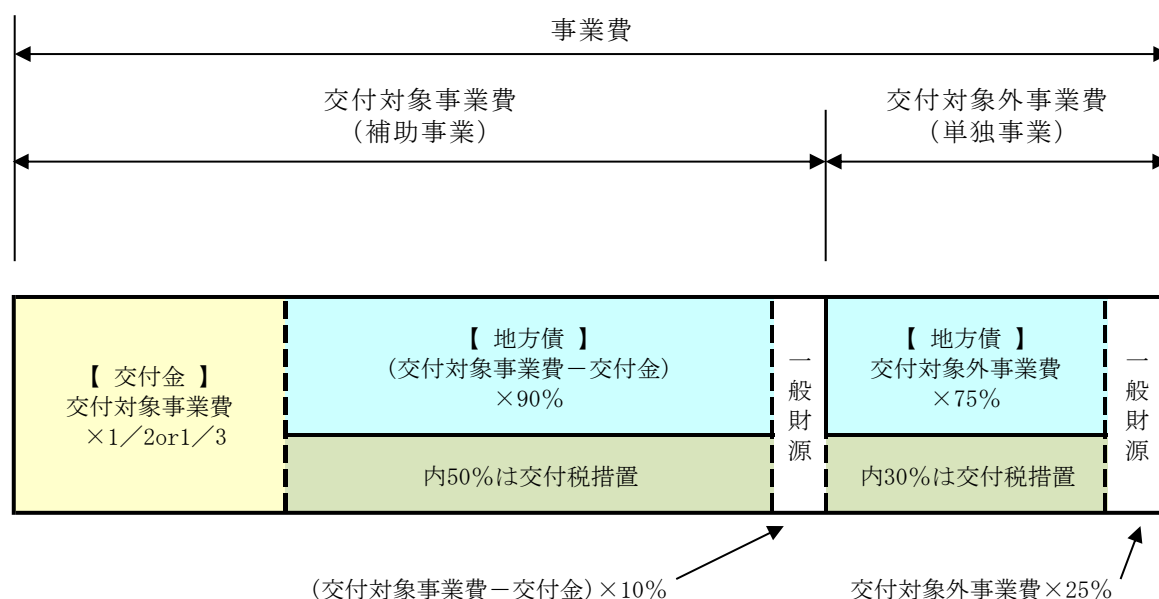 事業費
交付対象事業費
（補助事業）
交付対象外事業費
（単独事業）
【 交付金 】
交付対象事業費
×1／2or1／3
【 地方債 】
(交付対象事業費－交付金)
×90％
内50％は交付税措置
一般財源
【 地方債 】
交付対象外事業費
×75％
内30％は交付税措置
一般財源
(交付対象事業費－交付金)×10％
交付対象外事業費×25％